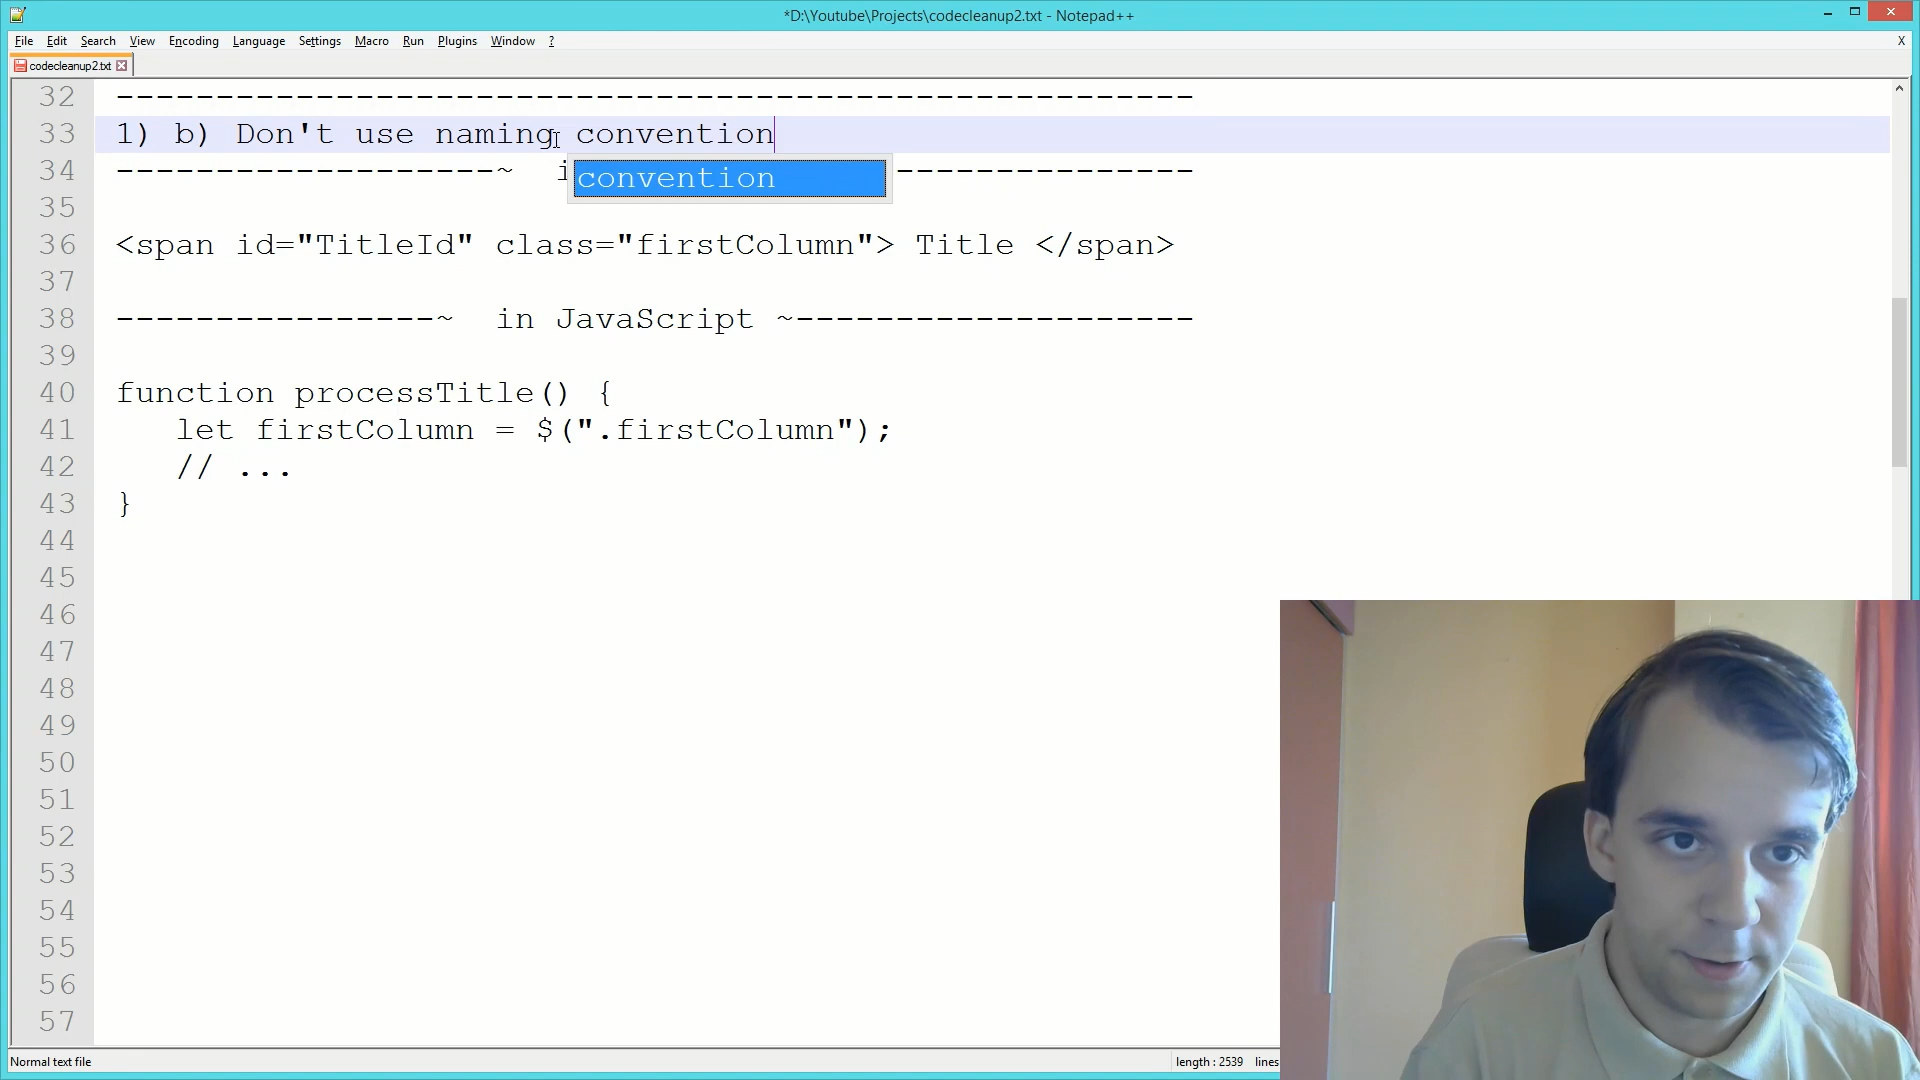 *D:\Youtube\Projects\codecleanup2.txt - Notepad++
File Edit Search View Encoding Language Settings Macro Run Plugins Window ? X
codecleanup2.txt
32 ------------------------------------------------------
33 1) b) Don't use naming convention
34 -------------------~ i ---------------
convention
35
36 <span id="TitleId" class="firstColumn"> Title </span>
37
38 ----------------~ in JavaScript ~--------------------
39
40 function processTitle() {
41 let firstColumn = $(".firstColumn");
42 // ...
43 }
44
45
46
47
48
49
50
51
52
53
54
55
56
57
Normal text file length : 2539 lines